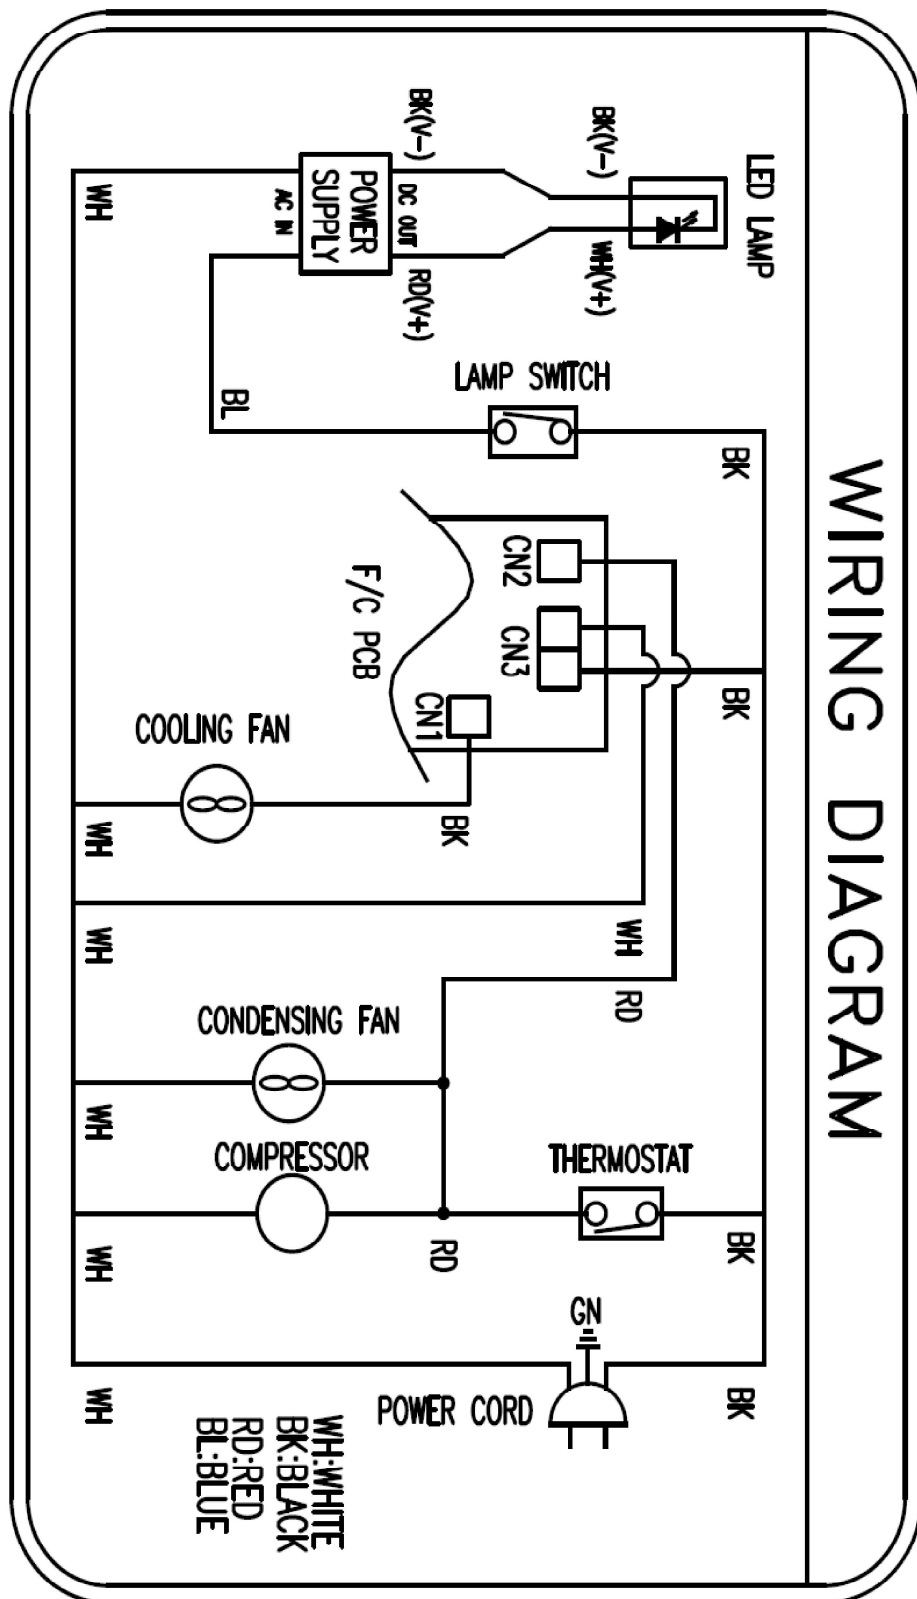 WIRING DIAGRAM
LED LAMP
BK(V-)
WH(V+)
BK(V-)
DC OUT
RD(V+)
POWER
SUPPLY
AC IN
WH
LAMP SWITCH
BL
BK
CN2
CN3
CN1
F/C PCB
BK
COOLING FAN
BK
WH
WH
WH
RD
CONDENSING FAN
WH
COMPRESSOR
THERMOSTAT
WH
RD
BK
GN
POWER CORD
WH
BK
WH:WHITE
BK:BLACK
RD:RED
BL:BLUE